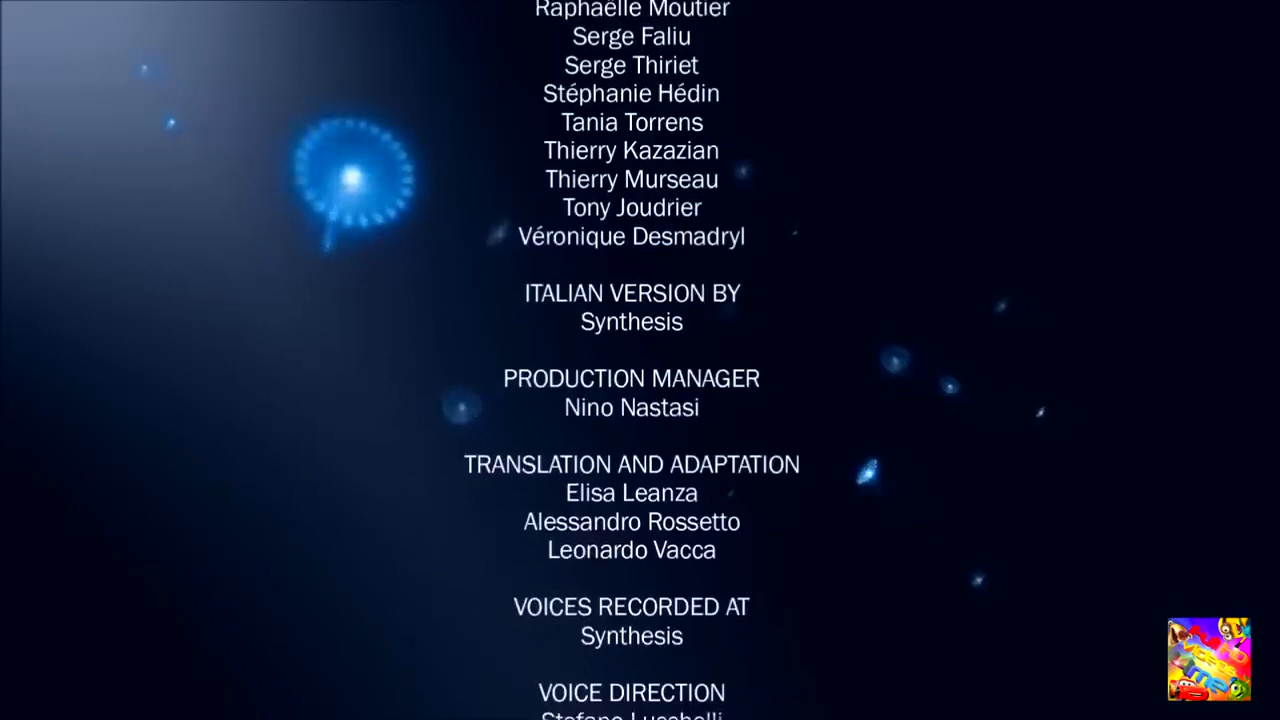 Raphaëlle Moutier
Serge Faliu
Serge Thiriet
Stéphanie Hédin
Tania Torrens
Thierry Kazazian
Thierry Murseau
Tony Joudrier
Véronique Desmadryl
ITALIAN VERSION BY
Synthesis
PRODUCTION MANAGER
Nino Nastasi
TRANSLATION AND ADAPTATION
Elisa Leanza
Alessandro Rossetto
Leonardo Vacca
VOICES RECORDED AT
Synthesis
VOICE DIRECTION
Stefano